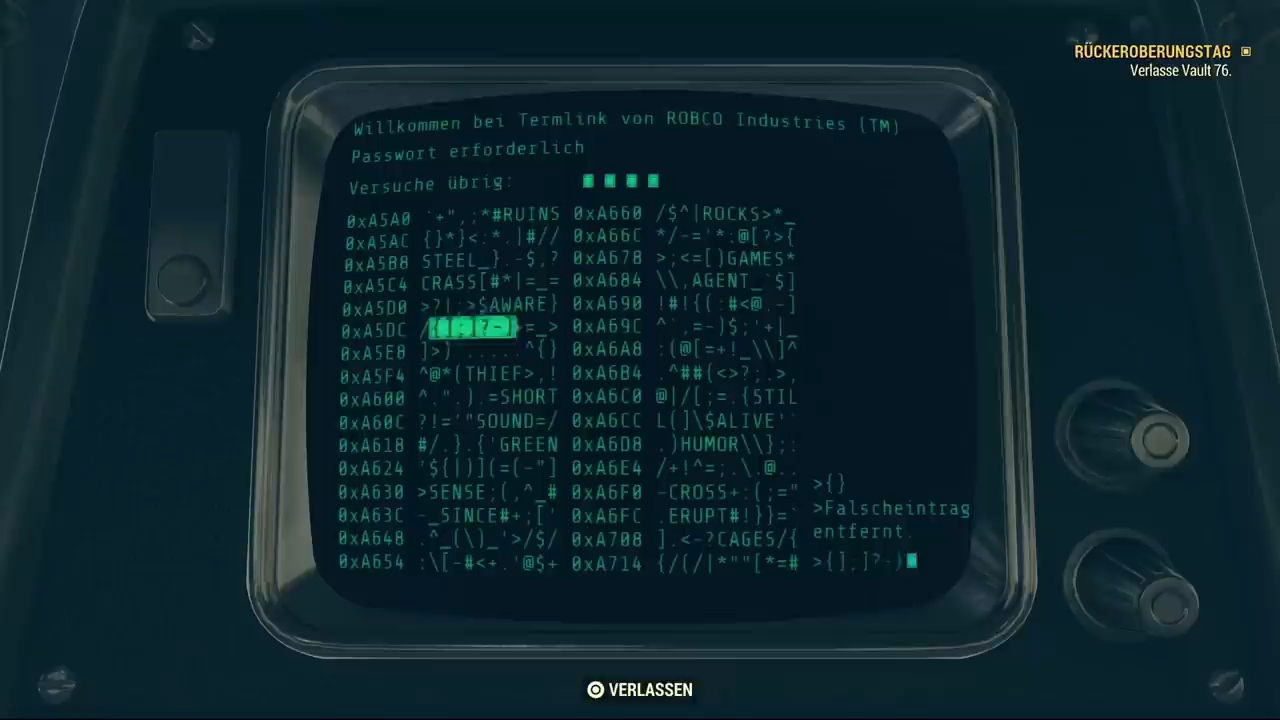 RÜCKEROBERUNGSTAG
Verlasse Vault 76.
Willkommen bei Termlink von ROBCO Industries (TM)
Passwort erforderlich
Versuche übrig:
0xA5A0 `+",;*#RUINS 0xA660 /$^|ROCKS>*_
0xA5AC {}*}<:*.|#// 0xA66C */-='*:@[?>{
0xA5B8 STEEL_}.-$,? 0xA678 >;<=[)GAMES*
0xA5C4 CRASS[#*|=_= 0xA684 \\,AGENT_`$]
0xA5D0 >?|;>$AWARE} 0xA690 !#!{(:#<@.-]
0xA5DC /{];]?-}}=_> 0xA69C ^`,=-)$;'+|_
0xA5E8 ]>) .....^{} 0xA6A8 :(@[=+!_\\]^
0xA5F4 ^@*(THIEF>,! 0xA6B4 .^##{<>?;.>,
0xA600 ^.",).=SHORT 0xA6C0 @|/[;=.{STIL
0xA60C ?!='"SOUND=/ 0xA6CC L(]\$ALIVE'`
0xA618 #/.}.{'GREEN 0xA6D8 .)HUMOR\\};:
0xA624 '${|)](=(-"] 0xA6E4 /+!^=;.\.@..
0xA630 >SENSE;(,^_# 0xA6F0 -CROSS+:(;="
0xA63C -_SINCE#+;[' 0xA6FC .ERUPT#!}}=`
0xA648 .^_(\)_'>/$/ 0xA708 ].<-?CAGES/{
0xA654 :\[-#<+.'@$+ 0xA714 {/(/|*""[*=#
>{}
>Falscheintrag
entfernt.
>{];]?-}
VERLASSEN